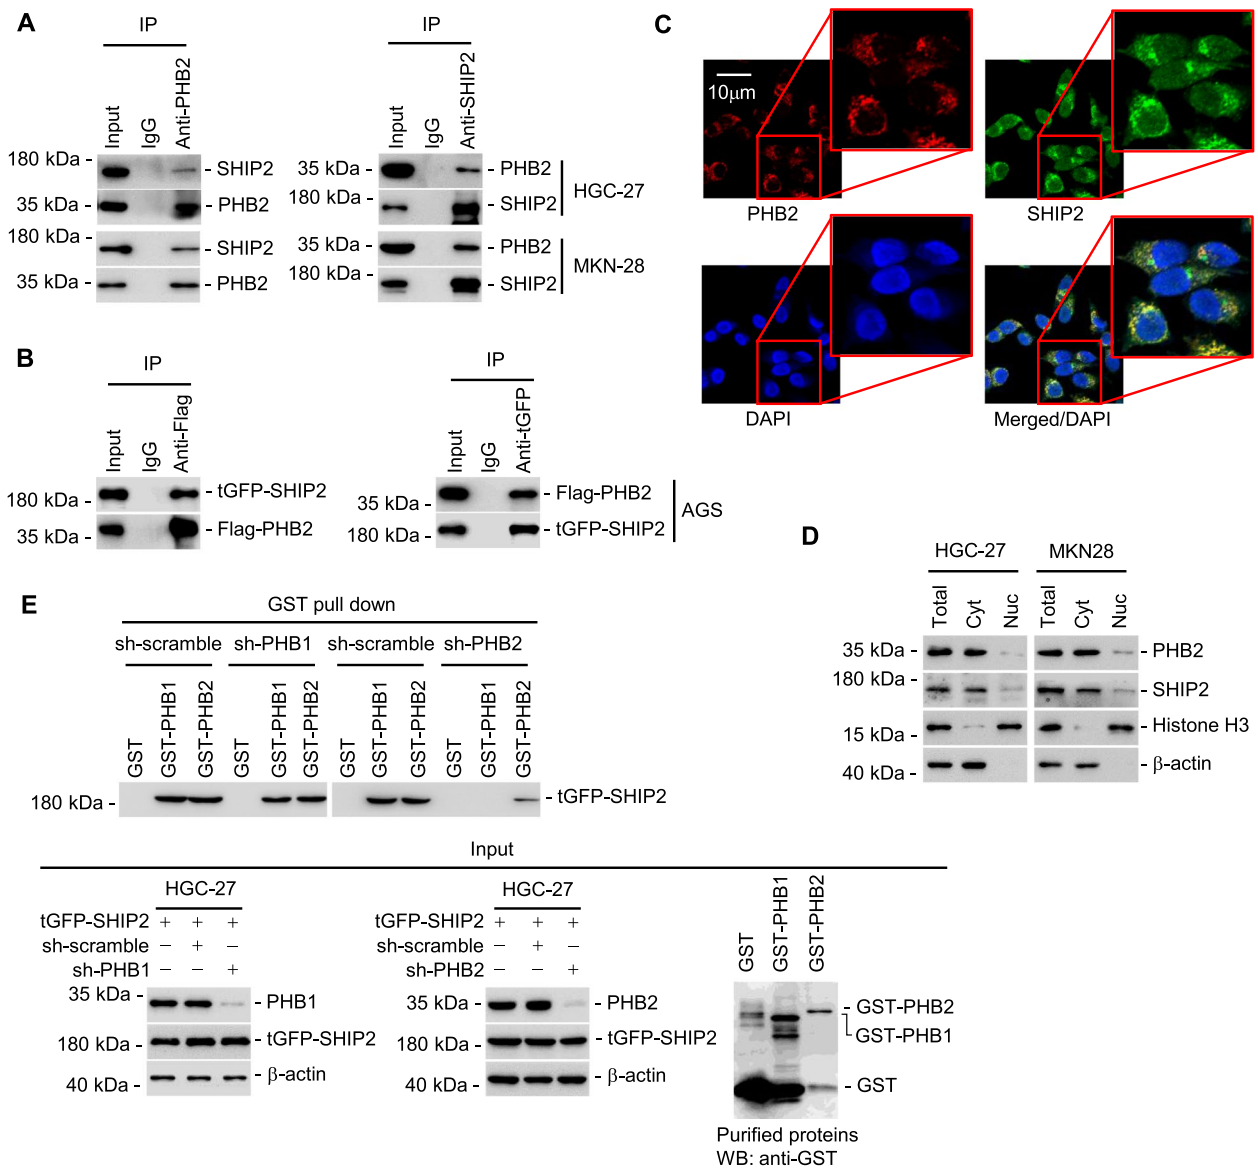 A
IP
Input
IgG
Anti-PHB2
180 kDa - - SHIP2
35 kDa - - PHB2
180 kDa - - SHIP2
35 kDa - - PHB2
IP
Input
IgG
Anti-SHIP2
35 kDa - - PHB2
180 kDa - - SHIP2
HGC-27
35 kDa - - PHB2
180 kDa - - SHIP2
MKN-28
B
IP
Input
IgG
Anti-Flag
180 kDa - - tGFP-SHIP2
35 kDa - - Flag-PHB2
IP
Input
IgG
Anti-tGFP
35 kDa - - Flag-PHB2
180 kDa - - tGFP-SHIP2
AGS
C
10μm
PHB2
SHIP2
DAPI
Merged/DAPI
D
HGC-27 MKN28
Total Cyt Nuc Total Cyt Nuc
35 kDa - - PHB2
180 kDa - - SHIP2
15 kDa - - Histone H3
40 kDa - - β-actin
E
GST pull down
sh-scramble sh-PHB1 sh-scramble sh-PHB2
GST GST-PHB1 GST-PHB2 GST GST-PHB1 GST-PHB2 GST GST-PHB1 GST-PHB2 GST GST-PHB1 GST-PHB2
180 kDa - - tGFP-SHIP2
Input
HGC-27
tGFP-SHIP2 + + +
sh-scramble − + −
sh-PHB1 − − +
35 kDa - - PHB1
180 kDa - - tGFP-SHIP2
40 kDa - - β-actin
HGC-27
tGFP-SHIP2 + + +
sh-scramble − + −
sh-PHB2 − − +
35 kDa - - PHB2
180 kDa - - tGFP-SHIP2
40 kDa - - β-actin
GST GST-PHB1 GST-PHB2
- GST-PHB2
GST-PHB1
- GST
Purified proteins
WB: anti-GST